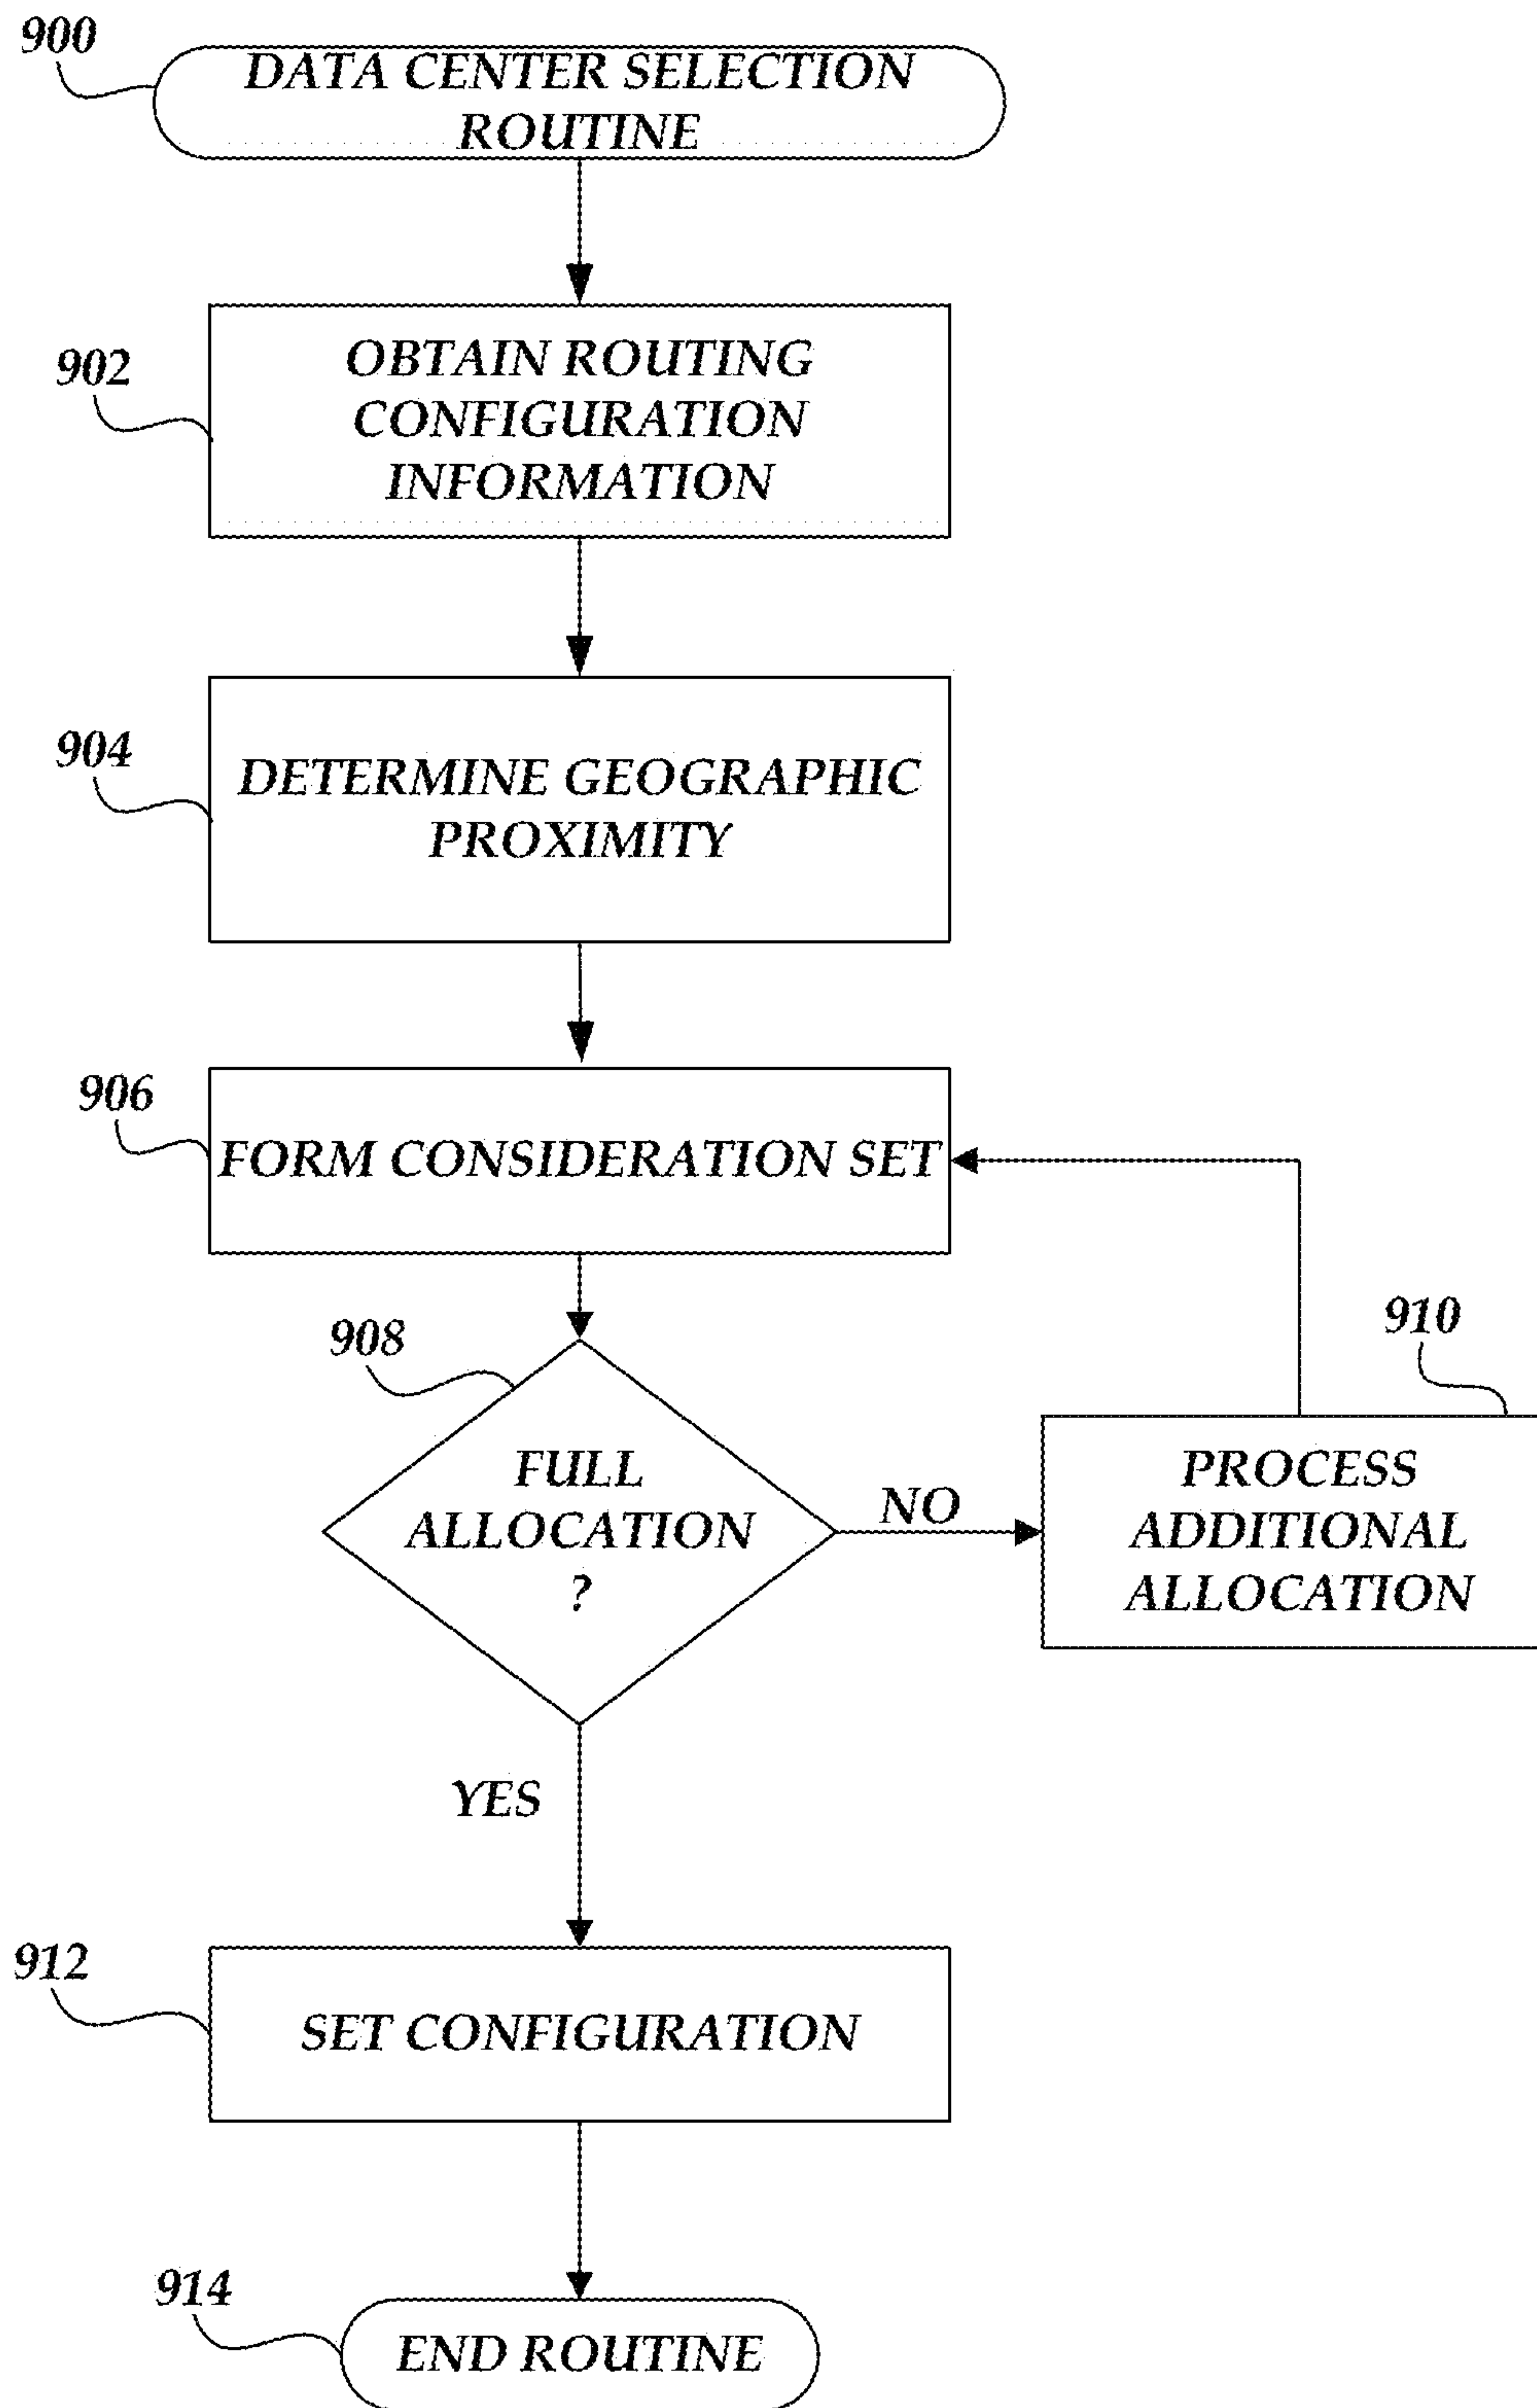 900
DATA CENTER SELECTION
ROUTINE
902
OBTAIN ROUTING
CONFIGURATION
INFORMATION
904
DETERMINE GEOGRAPHIC
PROXIMITY
906
FORM CONSIDERATION SET
908
FULL
ALLOCATION
?
NO
910
PROCESS
ADDITIONAL
ALLOCATION
YES
912
SET CONFIGURATION
914
END ROUTINE